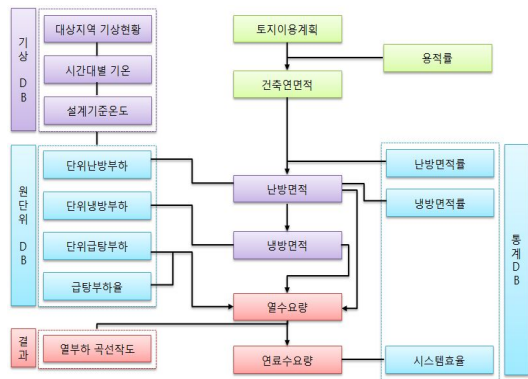 기상 DB
대상지역 기상현황
시간대별 기온
설계기준온도
토지이용계획
용적률
건축연면적
원단위 DB
단위난방부하
단위냉방부하
단위급탕부하
급탕부하율
난방면적
냉방면적
난방면적률
냉방면적률
통계DB
열수요량
결과
열부하 곡선작도
연료수요량
시스템효율